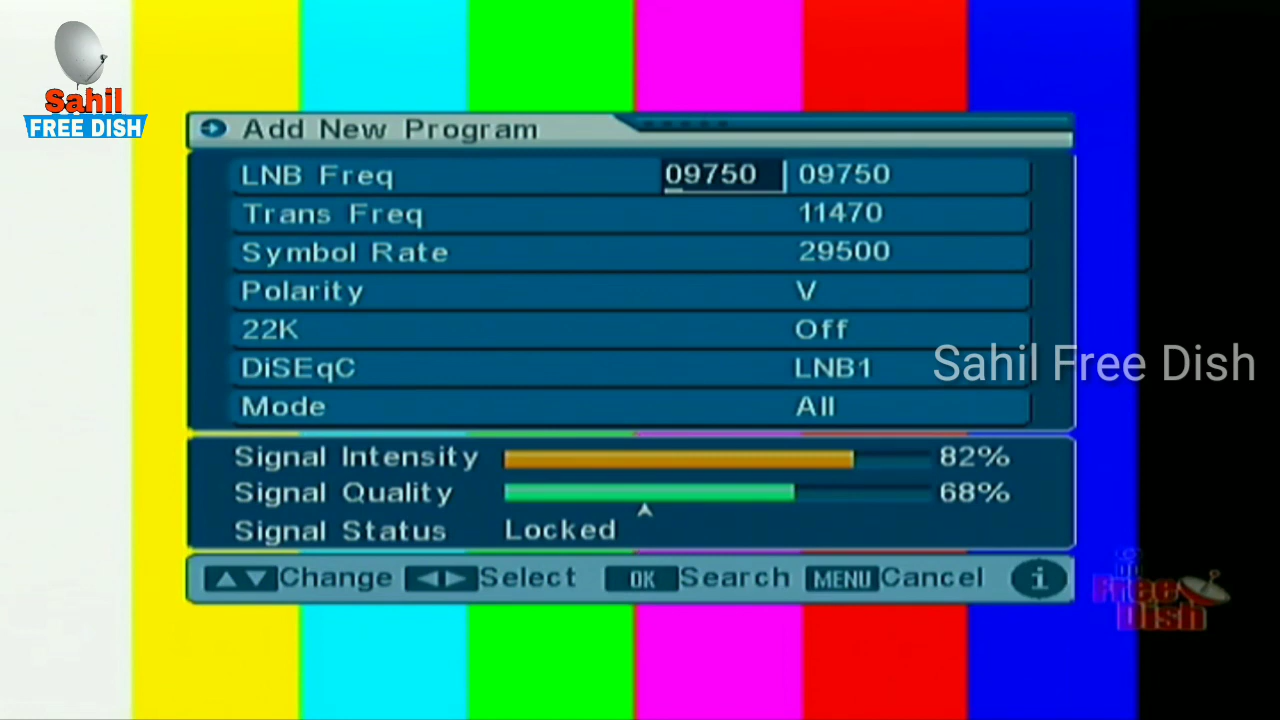 Sahil
FREE DISH
Add New Program
LNB Freq 09750 09750
Trans Freq 11470
Symbol Rate 29500
Polarity V
22K Off
DiSEqC LNB1
Mode All
Sahil Free Dish
Signal Intensity 82%
Signal Quality 68%
Signal Status Locked
Change Select OK Search MENU Cancel i
Free
Dish